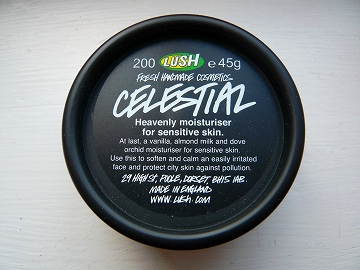 200 LUSH e 45g
FRESH HANDMADE COSMETICS
CELESTIAL
Heavenly moisturiser
for sensitive skin.
At last, a vanilla, almond milk and dove
orchid moisturiser for sensitive skin.
Use this to soften and calm an easily irritated
face and protect city skin against pollution.
29 HIGH ST, POOLE, DORSET BH15 1AB.
MADE IN ENGLAND
WWW.LUSH.COM